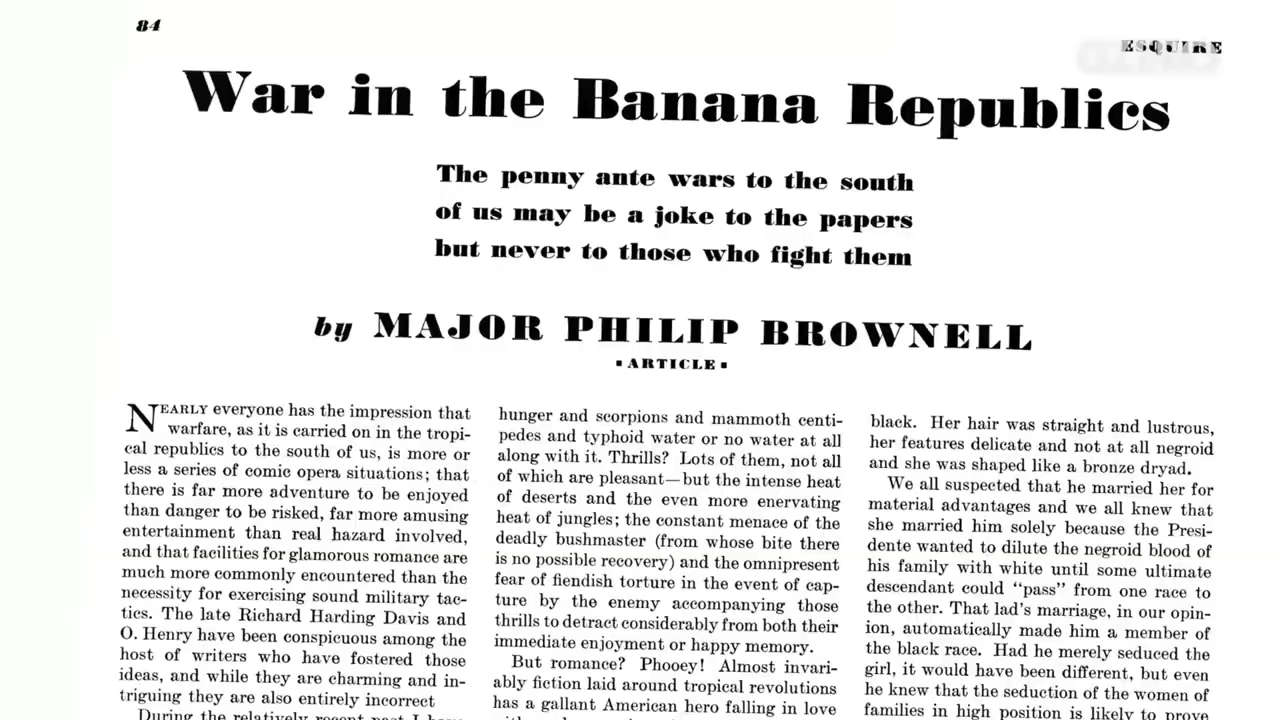 84
ESQUIRE
War in the Banana Republics
The penny ante wars to the south
of us may be a joke to the papers
but never to those who fight them
by MAJOR PHILIP BROWNELL
▪ ARTICLE ▪
NEARLY everyone has the impression that
warfare, as it is carried on in the tropi-
cal republics to the south of us, is more or
less a series of comic opera situations; that
there is far more adventure to be enjoyed
than danger to be risked, far more amusing
entertainment than real hazard involved,
and that facilities for glamorous romance are
much more commonly encountered than the
necessity for exercising sound military tac-
tics. The late Richard Harding Davis and
O. Henry have been conspicuous among the
host of writers who have fostered those
ideas, and while they are charming and in-
triguing they are also entirely incorrect
During the relatively recent past I have
hunger and scorpions and mammoth centi-
pedes and typhoid water or no water at all
along with it. Thrills? Lots of them, not all
of which are pleasant—but the intense heat
of deserts and the even more enervating
heat of jungles; the constant menace of the
deadly bushmaster (from whose bite there
is no possible recovery) and the omnipresent
fear of fiendish torture in the event of cap-
ture by the enemy accompanying those
thrills to detract considerably from both their
immediate enjoyment or happy memory.
But romance? Phooey! Almost invari-
ably fiction laid around tropical revolutions
has a gallant American hero falling in love
black. Her hair was straight and lustrous,
her features delicate and not at all negroid
and she was shaped like a bronze dryad.
We all suspected that he married her for
material advantages and we all knew that
she married him solely because the Presi-
dente wanted to dilute the negroid blood of
his family with white until some ultimate
descendant could “pass” from one race to
the other. That lad's marriage, in our opin-
ion, automatically made him a member of
the black race. Had he merely seduced the
girl, it would have been different, but even
he knew that the seduction of the women of
families in high position is likely to prove